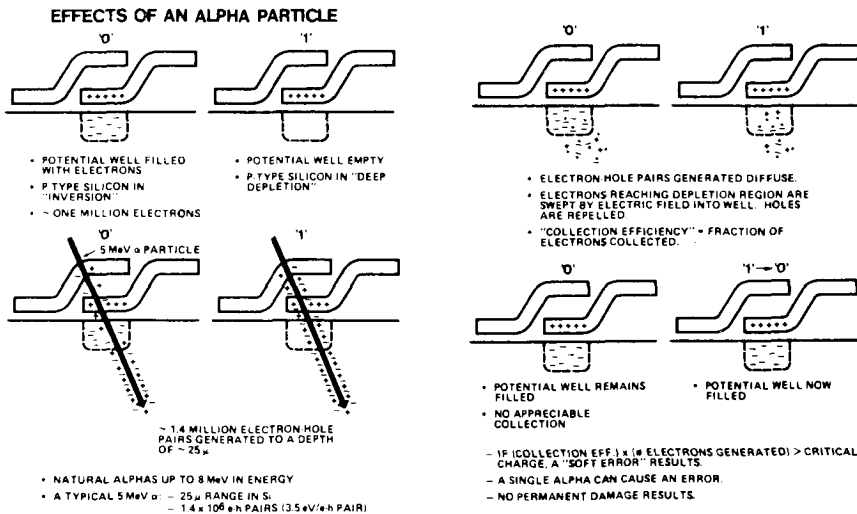 EFFECTS OF AN ALPHA PARTICLE
'0' '1'
• POTENTIAL WELL FILLED
WITH ELECTRONS
• P TYPE SILICON IN
"INVERSION"
• ~ ONE MILLION ELECTRONS
• POTENTIAL WELL EMPTY
• P-TYPE SILICON IN "DEEP
DEPLETION"
'0' '1'
5 MeV α PARTICLE
~ 1.4 MILLION ELECTRON-HOLE
PAIRS GENERATED TO A DEPTH
OF ~ 25μ
• NATURAL ALPHAS UP TO 8 MeV IN ENERGY
• A TYPICAL 5 MeV α: – 25μ RANGE IN Si
– 1.4 x 10⁶ e-h PAIRS (3.5 eV/e-h PAIR)
'0' '1'
• ELECTRON-HOLE PAIRS GENERATED DIFFUSE.
• ELECTRONS REACHING DEPLETION REGION ARE
SWEPT BY ELECTRIC FIELD INTO WELL. HOLES
ARE REPELLED.
• "COLLECTION EFFICIENCY" = FRACTION OF
ELECTRONS COLLECTED.
'0' '1' → '0'
• POTENTIAL WELL REMAINS
FILLED
• NO APPRECIABLE
COLLECTION
• POTENTIAL WELL NOW
FILLED
– IF (COLLECTION EFF.) x (# ELECTRONS GENERATED) > CRITICAL
CHARGE, A "SOFT ERROR" RESULTS.
– A SINGLE ALPHA CAN CAUSE AN ERROR.
– NO PERMANENT DAMAGE RESULTS.